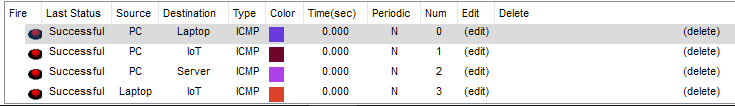 Fire Last Status Source Destination Type Color Time(sec) Periodic Num Edit Delete
Successful PC Laptop ICMP 0.000 N 0 (edit) (delete)
Successful PC IoT ICMP 0.000 N 1 (edit) (delete)
Successful PC Server ICMP 0.000 N 2 (edit) (delete)
Successful Laptop IoT ICMP 0.000 N 3 (edit) (delete)